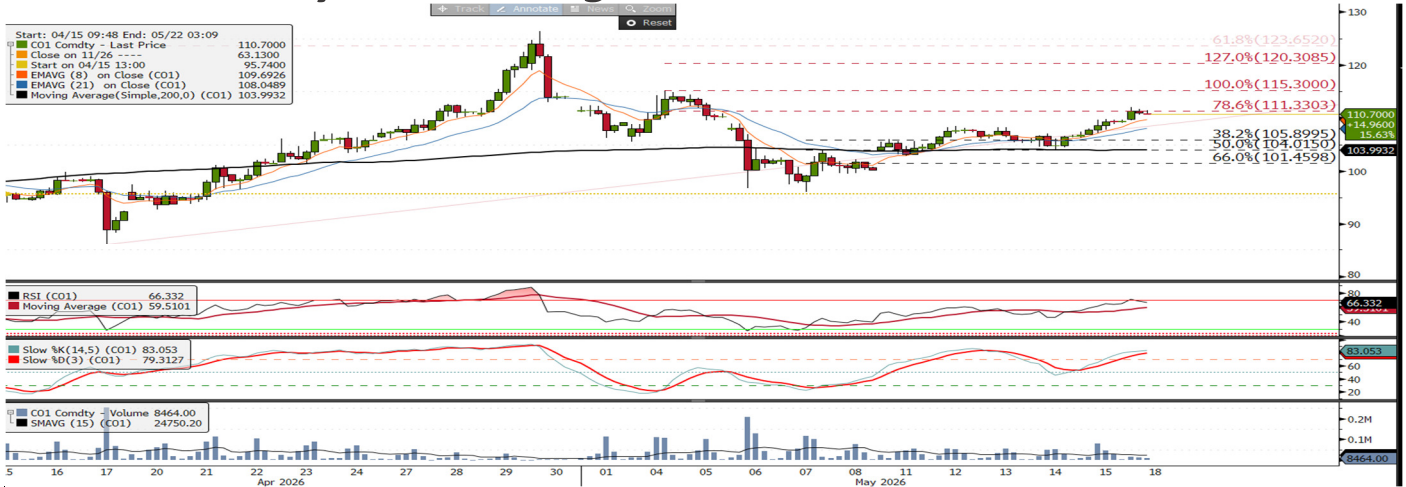 Track Annotate News Zoom
Reset
Start: 04/15 09:48 End: 05/22 03:09
CO1 Comdty - Last Price 110.7000
Close on 11/26 ---- 63.1300
Start on 04/15 13:00 95.7400
EMAVG (8) on Close (CO1) 109.6926
EMAVG (21) on Close (CO1) 108.0489
Moving Average(Simple,200,0) (CO1) 103.9932
61.8%(123.6520)
127.0%(120.3085)
100.0%(115.3000)
78.6%(111.3303)
38.2%(105.8995)
50.0%(104.0150)
66.0%(101.4598)
130
120
110.7000
+14.9600
15.63%
103.9932
100
90
80
RSI (CO1) 66.332
Moving Average (CO1) 59.5101
80
66.332
59.5101
40
Slow %K(14,5) (CO1) 83.053
Slow %D(3) (CO1) 79.3127
83.053
60
40
20
CO1 Comdty - Volume 8464.00
SMAVG (15) (CO1) 24750.20
0.2M
0.1M
8464.00
5 16 17 20 21 22 23 24 27 28 29 30 01 04 05 06 07 08 11 12 13 14 15 18
Apr 2026 May 2026